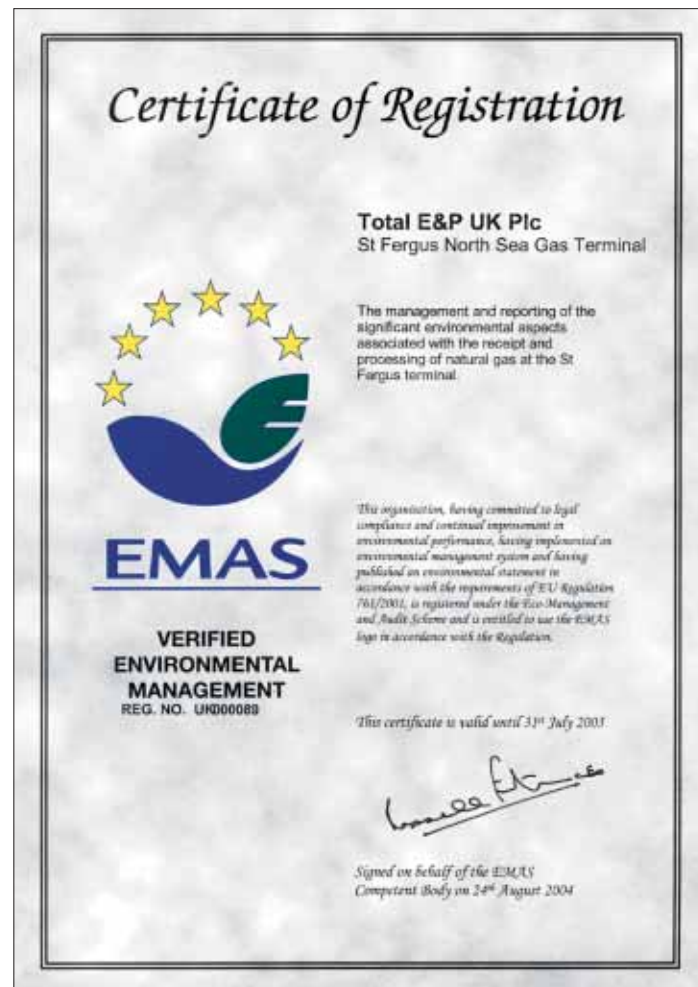 Certificate of Registration
Total E&P UK Plc
St Fergus North Sea Gas Terminal
The management and reporting of the
significant environmental aspects
associated with the receipt and
processing of natural gas at the St
Fergus terminal
This organisation, having committed to legal
compliance and continual improvement in
environmental performance, having implemented an
environmental management system and having
published an environmental statement in
accordance with the requirements of EU Regulation
761/2001, is registered under the Eco-Management
and Audit Scheme and is entitled to use the EMAS
logo in accordance with the Regulation.
EMAS
VERIFIED
ENVIRONMENTAL
MANAGEMENT
REG. NO. UK000089
This certificate is valid until 31st July
Signed on behalf of the EMAS
Competent Body on 24th August 2004